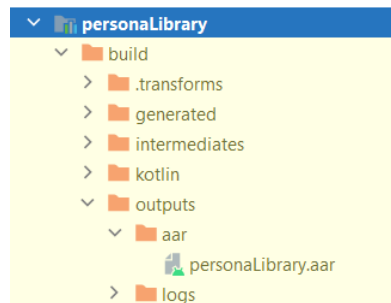 personaLibrary
build
.transforms
generated
intermediates
kotlin
outputs
aar
personaLibrary.aar
logs